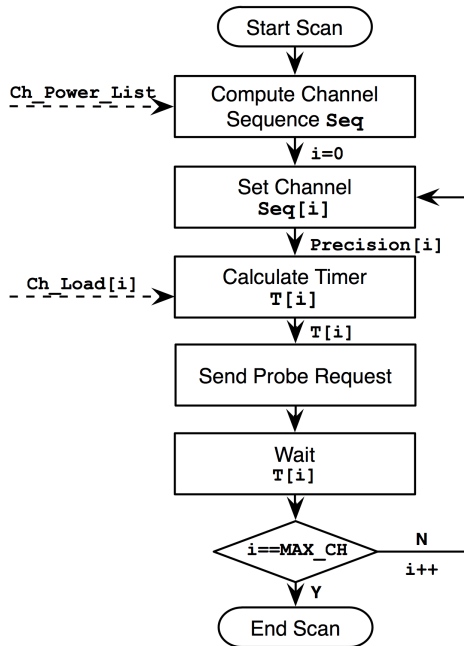 Start Scan
Ch_Power_List
Compute Channel
Sequence Seq
i=0
Set Channel
Seq[i]
Precision[i]
Ch_Load[i]
Calculate Timer
T[i]
T[i]
Send Probe Request
Wait
T[i]
i==MAX_CH
N
i++
Y
End Scan